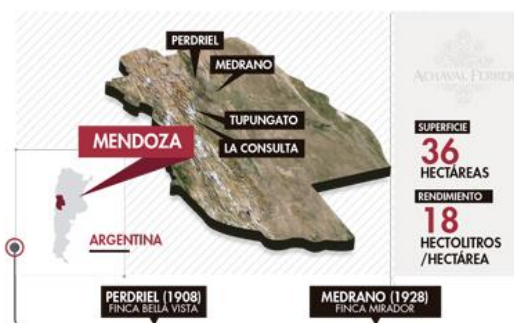 PERDRIEL
MEDRANO
TUPUNGATO
LA CONSULTA
MENDOZA
ARGENTINA
ACHAVAL FERRER
SUPERFICIE
36
HECTÁREAS
RENDIMIENTO
18
HECTOLITROS
/HECTÁREA
PERDRIEL (1908)
FINCA BELLA VISTA
MEDRANO (1928)
FINCA MIRADOR